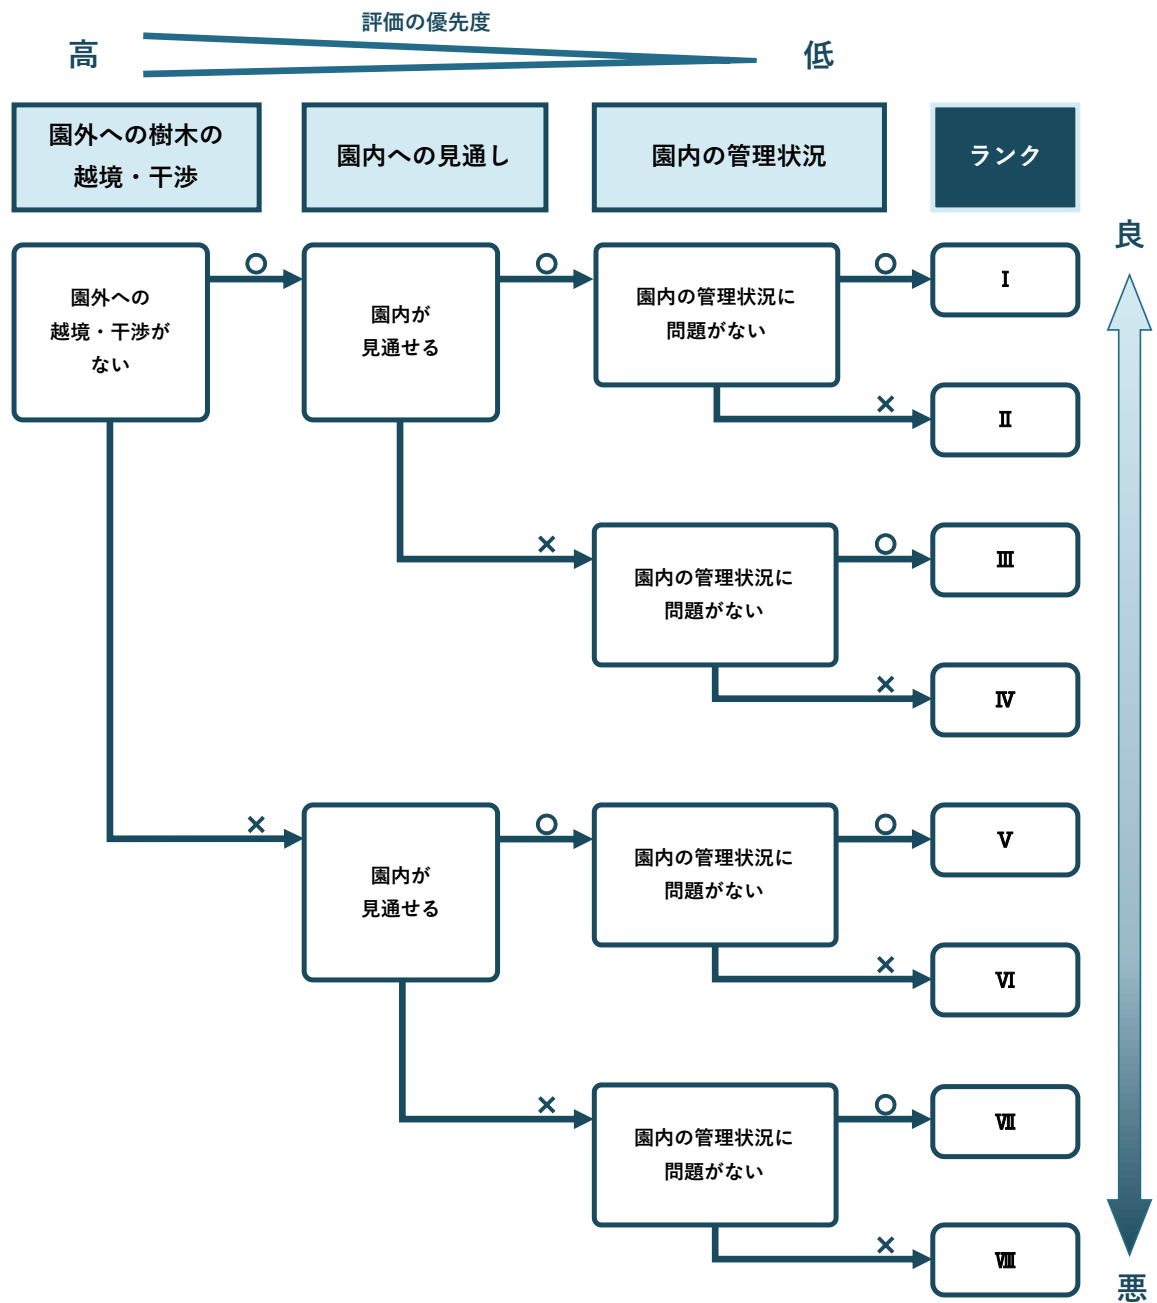 評価の優先度
高
低
園外への樹木の
越境・干渉
園内への見通し
園内の管理状況
ランク
良
園外への
越境・干渉が
ない
○
園内が
見通せる
○
園内の管理状況に
問題がない
○
Ⅰ
×
Ⅱ
×
園内の管理状況に
問題がない
○
Ⅲ
×
Ⅳ
×
園内が
見通せる
○
園内の管理状況に
問題がない
○
Ⅴ
×
Ⅵ
×
園内の管理状況に
問題がない
○
Ⅶ
×
Ⅷ
悪